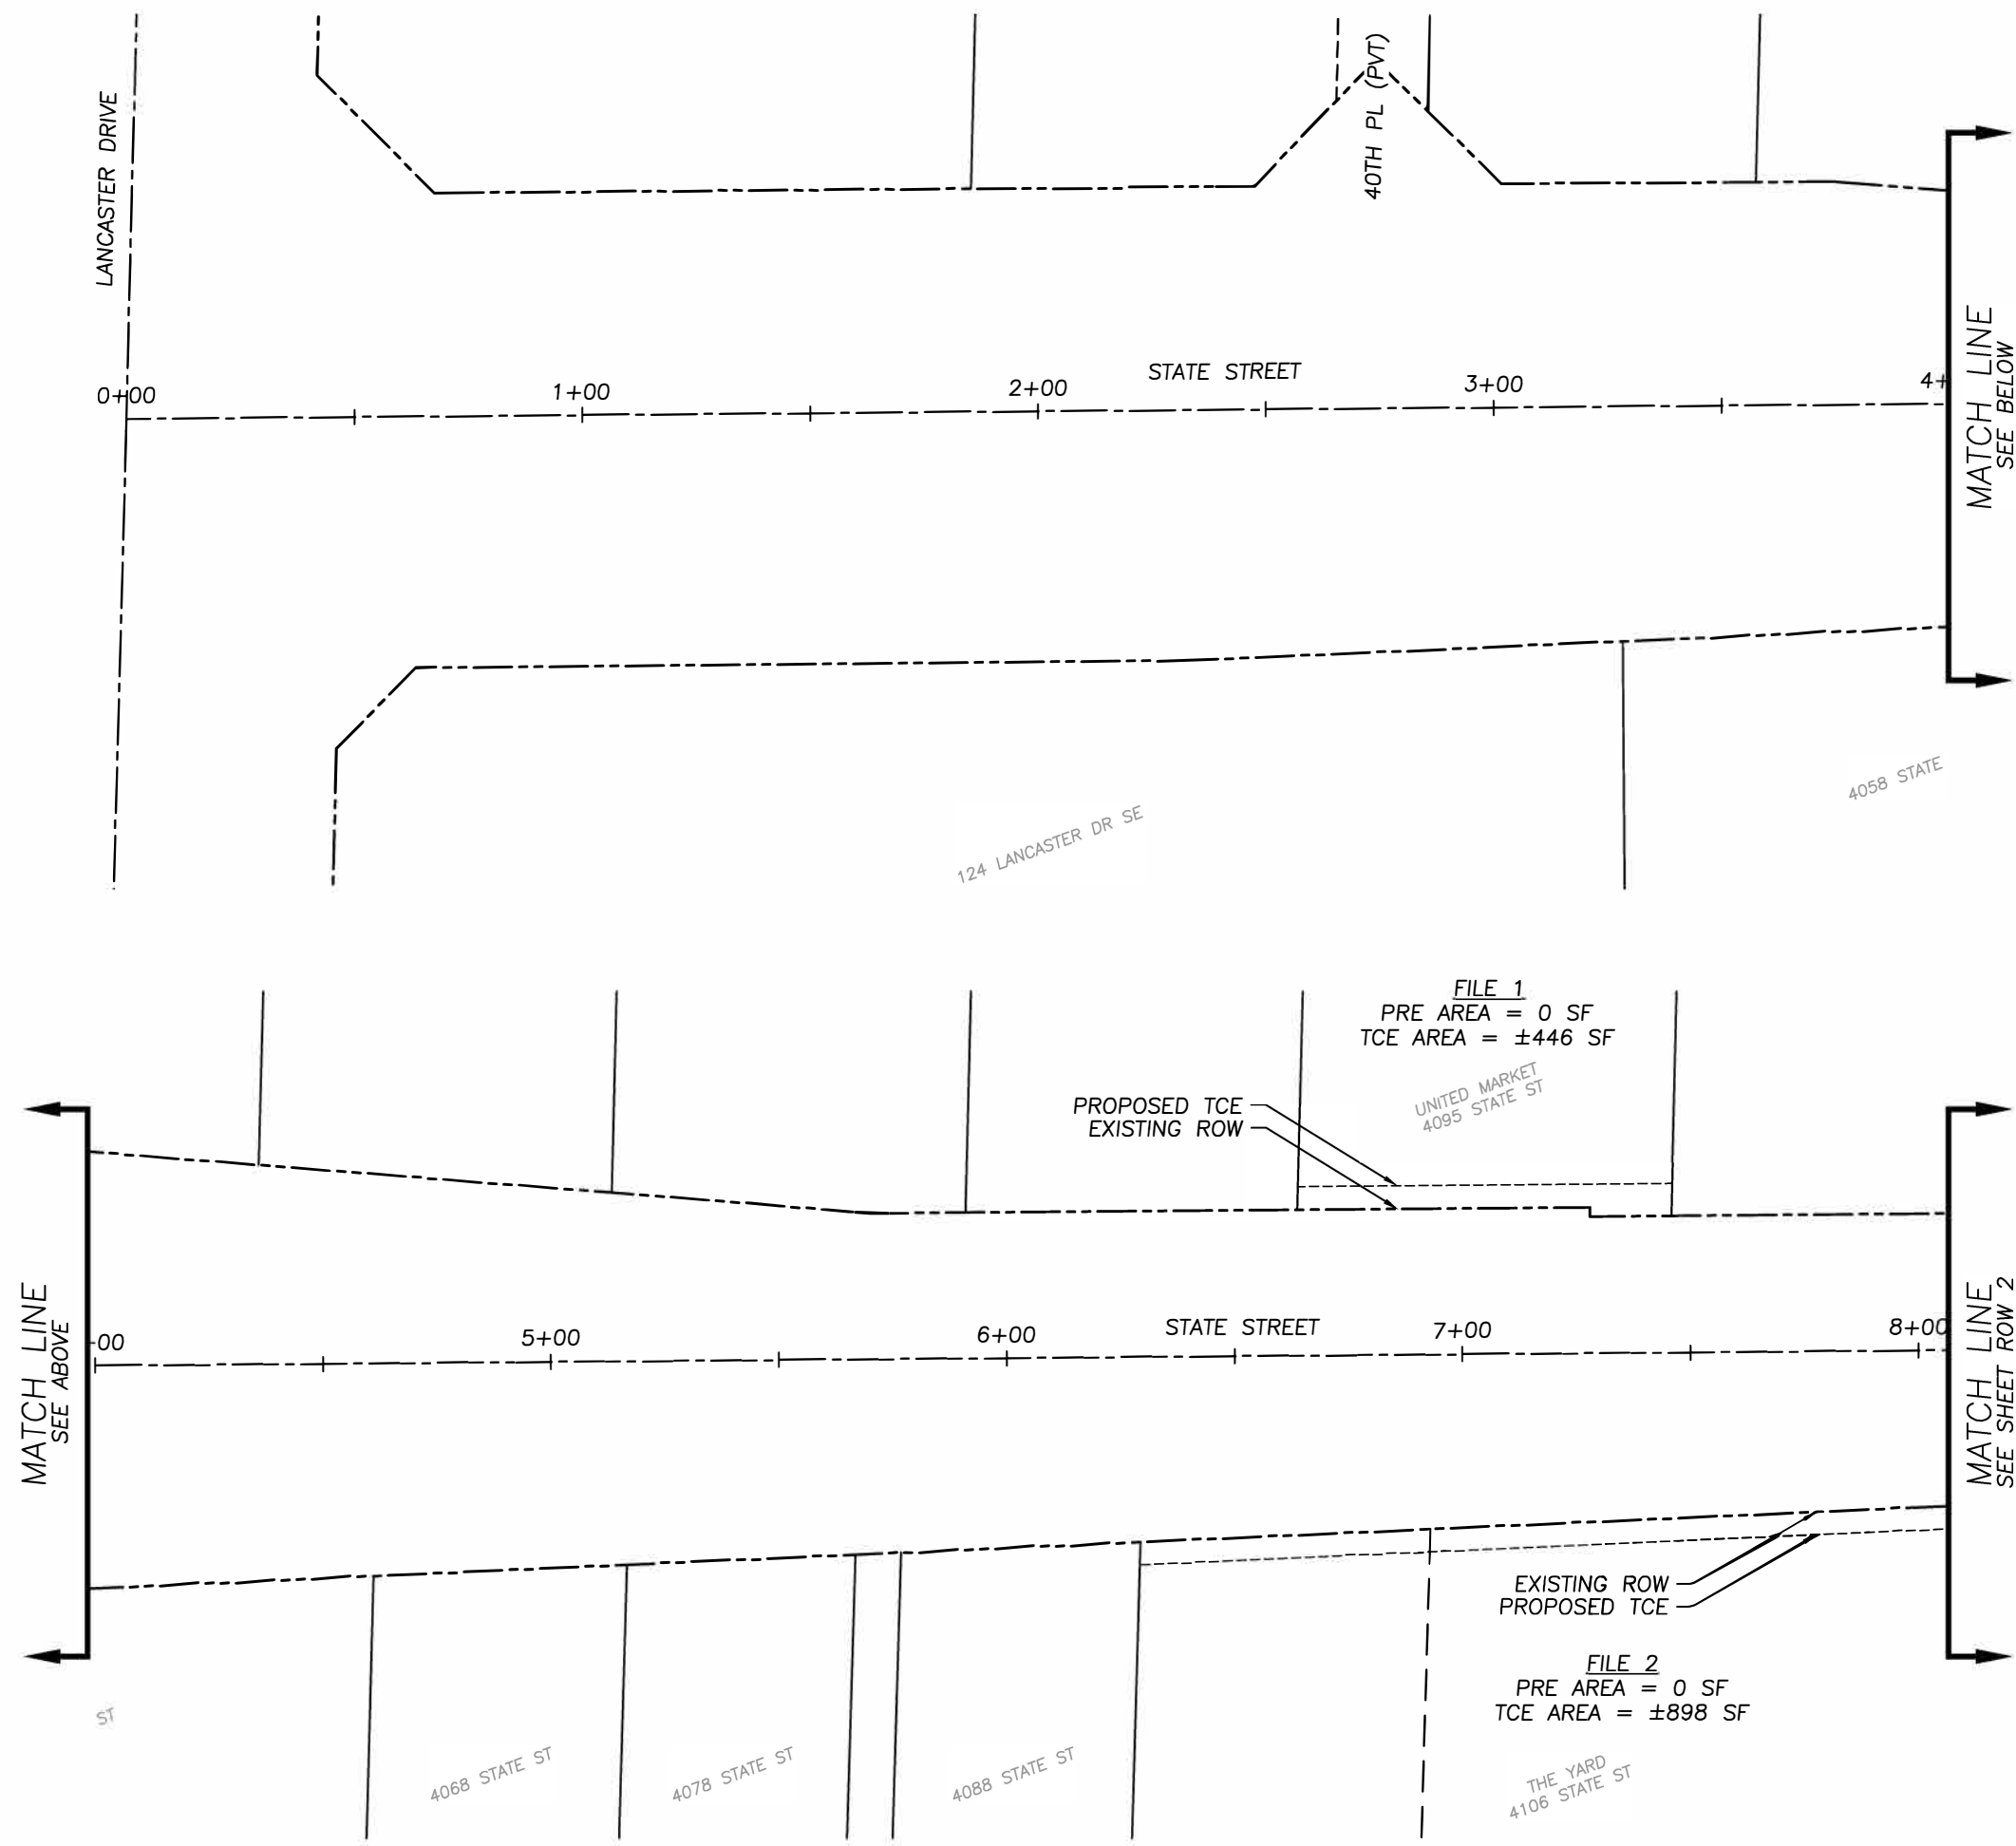 LANCASTER DRIVE
40TH PL (PVT)
0+00
1+00
2+00
STATE STREET
3+00
4+
MATCH LINE
SEE BELOW
4058 STATE
124 LANCASTER DR SE
FILE 1
PRE AREA = 0 SF
TCE AREA = ±446 SF
UNITED MARKET
4095 STATE ST
PROPOSED TCE
EXISTING ROW
MATCH LINE
SEE ABOVE
00
5+00
6+00
STATE STREET
7+00
8+00
MATCH LINE
SEE SHEET ROW 2
EXISTING ROW
PROPOSED TCE
FILE 2
PRE AREA = 0 SF
TCE AREA = ±898 SF
ST
4068 STATE ST
4078 STATE ST
4088 STATE ST
THE YARD
4106 STATE ST